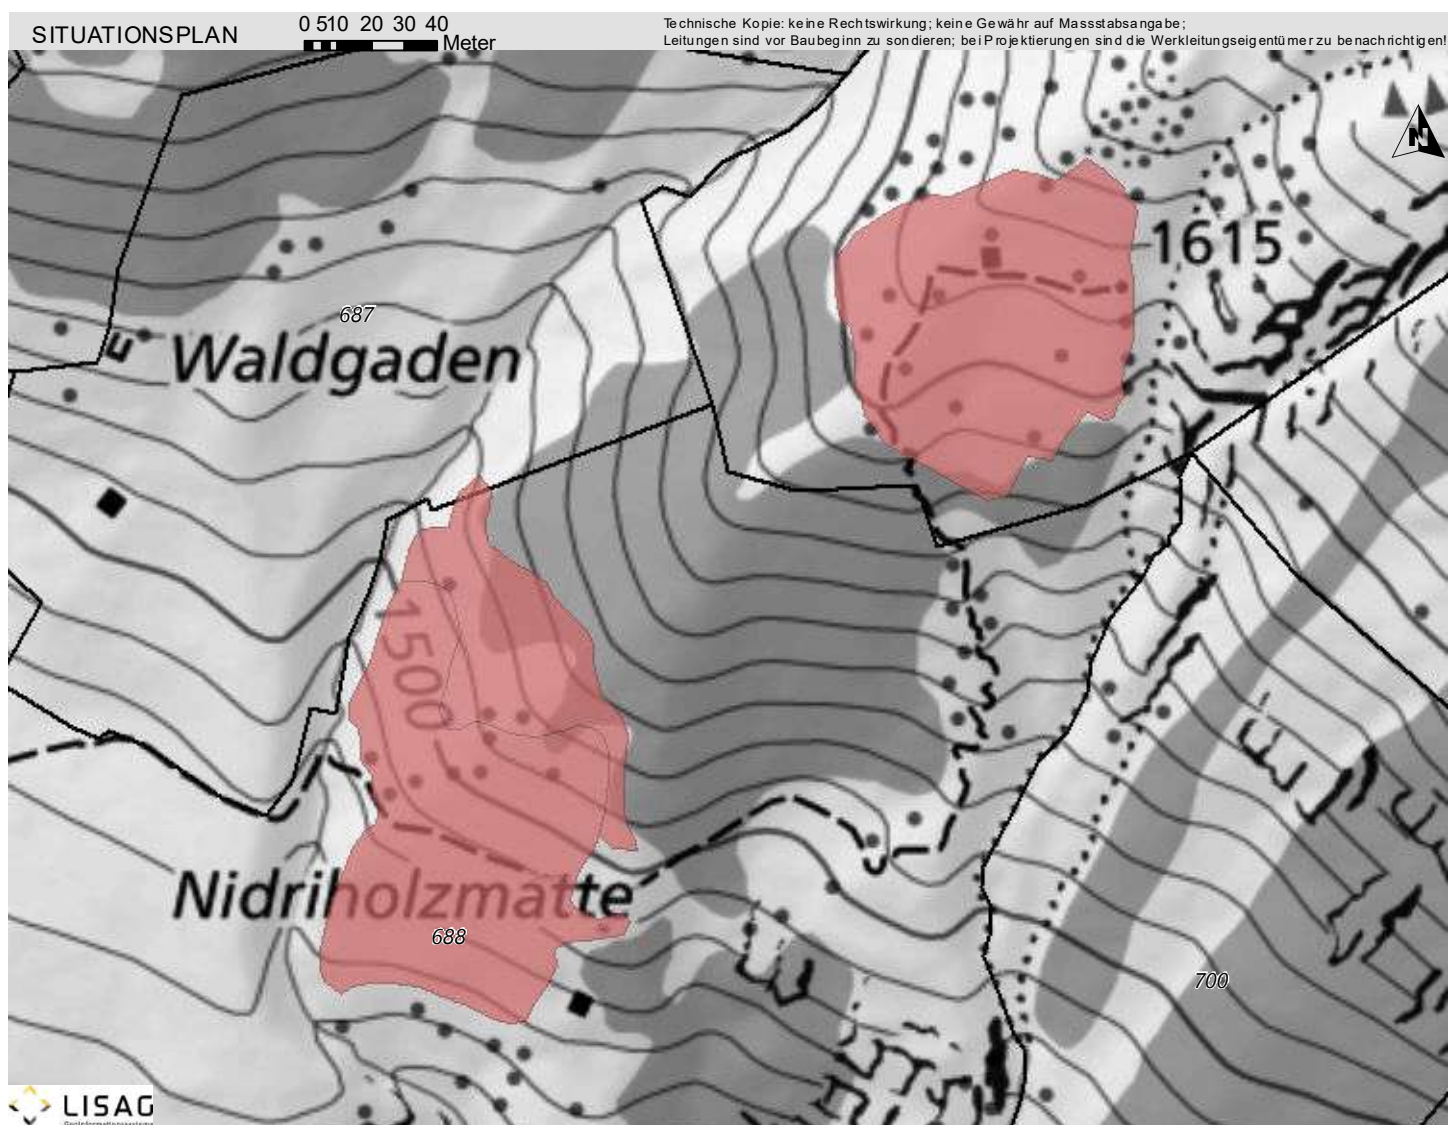 SITUATIONSPLAN
0 510 20 30 40
Meter
Technische Kopie: keine Rechtswirkung; keine Gewähr auf Massstabsangabe;
Leitungen sind vor Baubeginn zu sondieren; bei Projektierungen sind die Werkleitungseigentümer zu benachrichtigen!
N
1615
687
Waldgaden
1500
Nidriholzmatte
688
700
LISAG